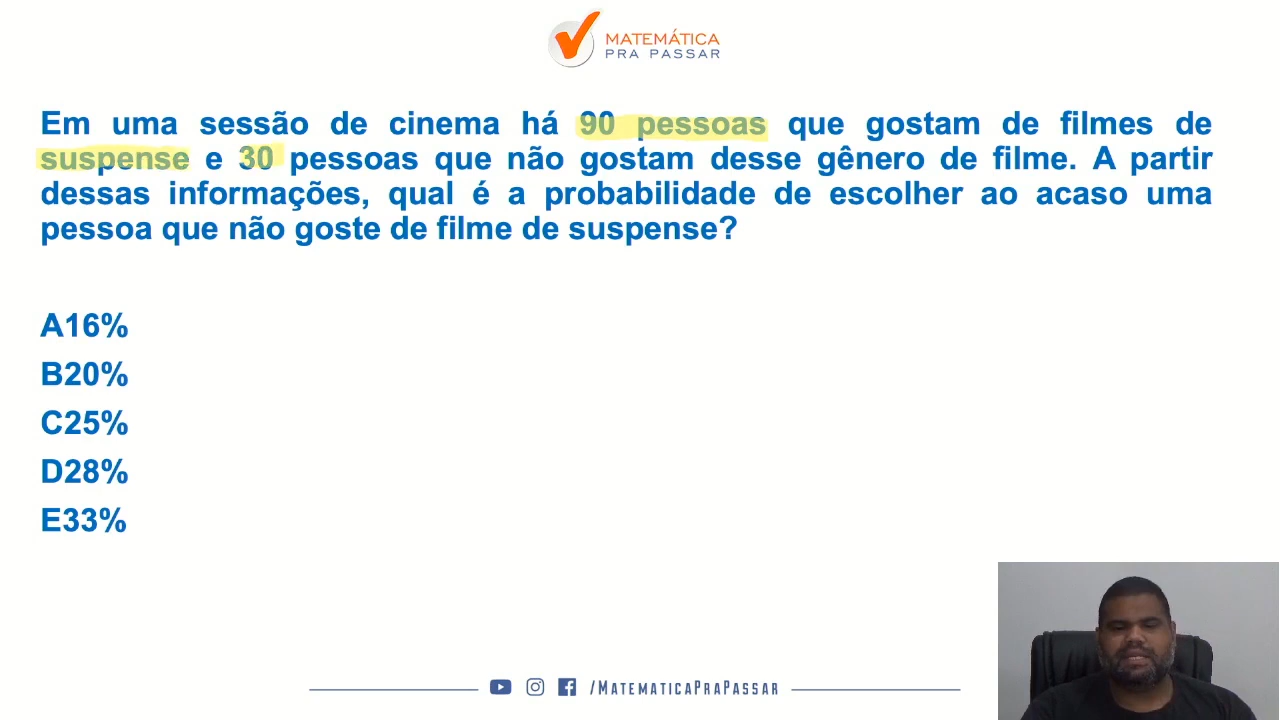 MATEMÁTICA
PRA PASSAR
Em uma sessão de cinema há 90 pessoas que gostam de filmes de
suspense e 30 pessoas que não gostam desse gênero de filme. A partir
dessas informações, qual é a probabilidade de escolher ao acaso uma
pessoa que não goste de filme de suspense?
A16%
B20%
C25%
D28%
E33%
/MATEMATICAPRAPASSAR